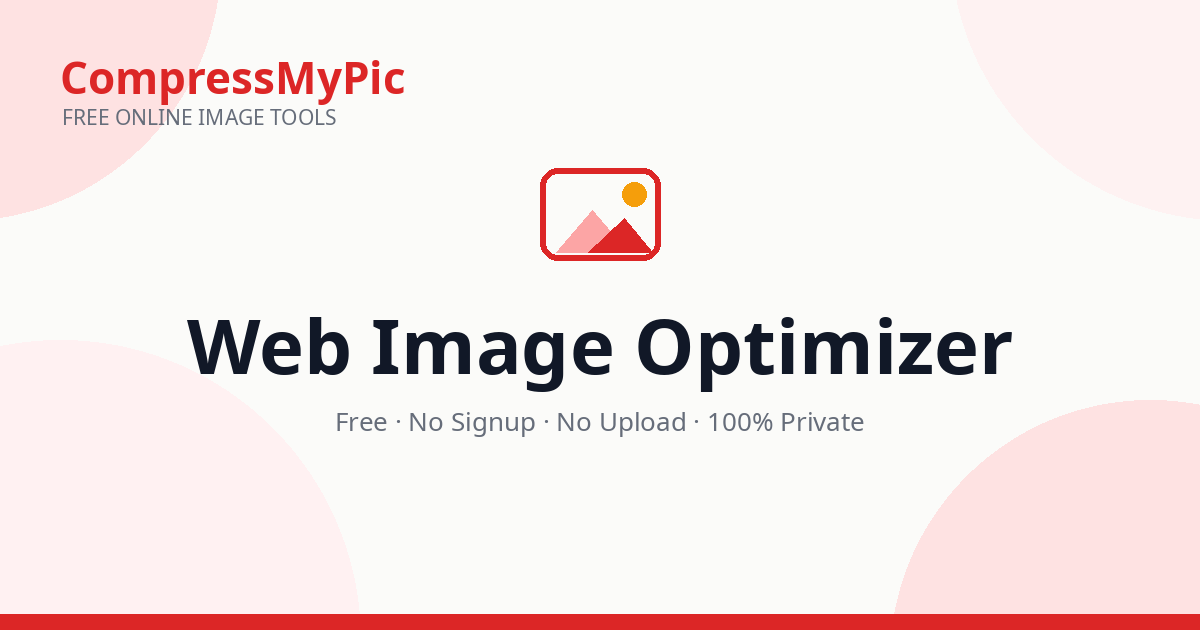 CompressMyPic
FREE ONLINE IMAGE TOOLS
Web Image Optimizer
Free · No Signup · No Upload · 100% Private